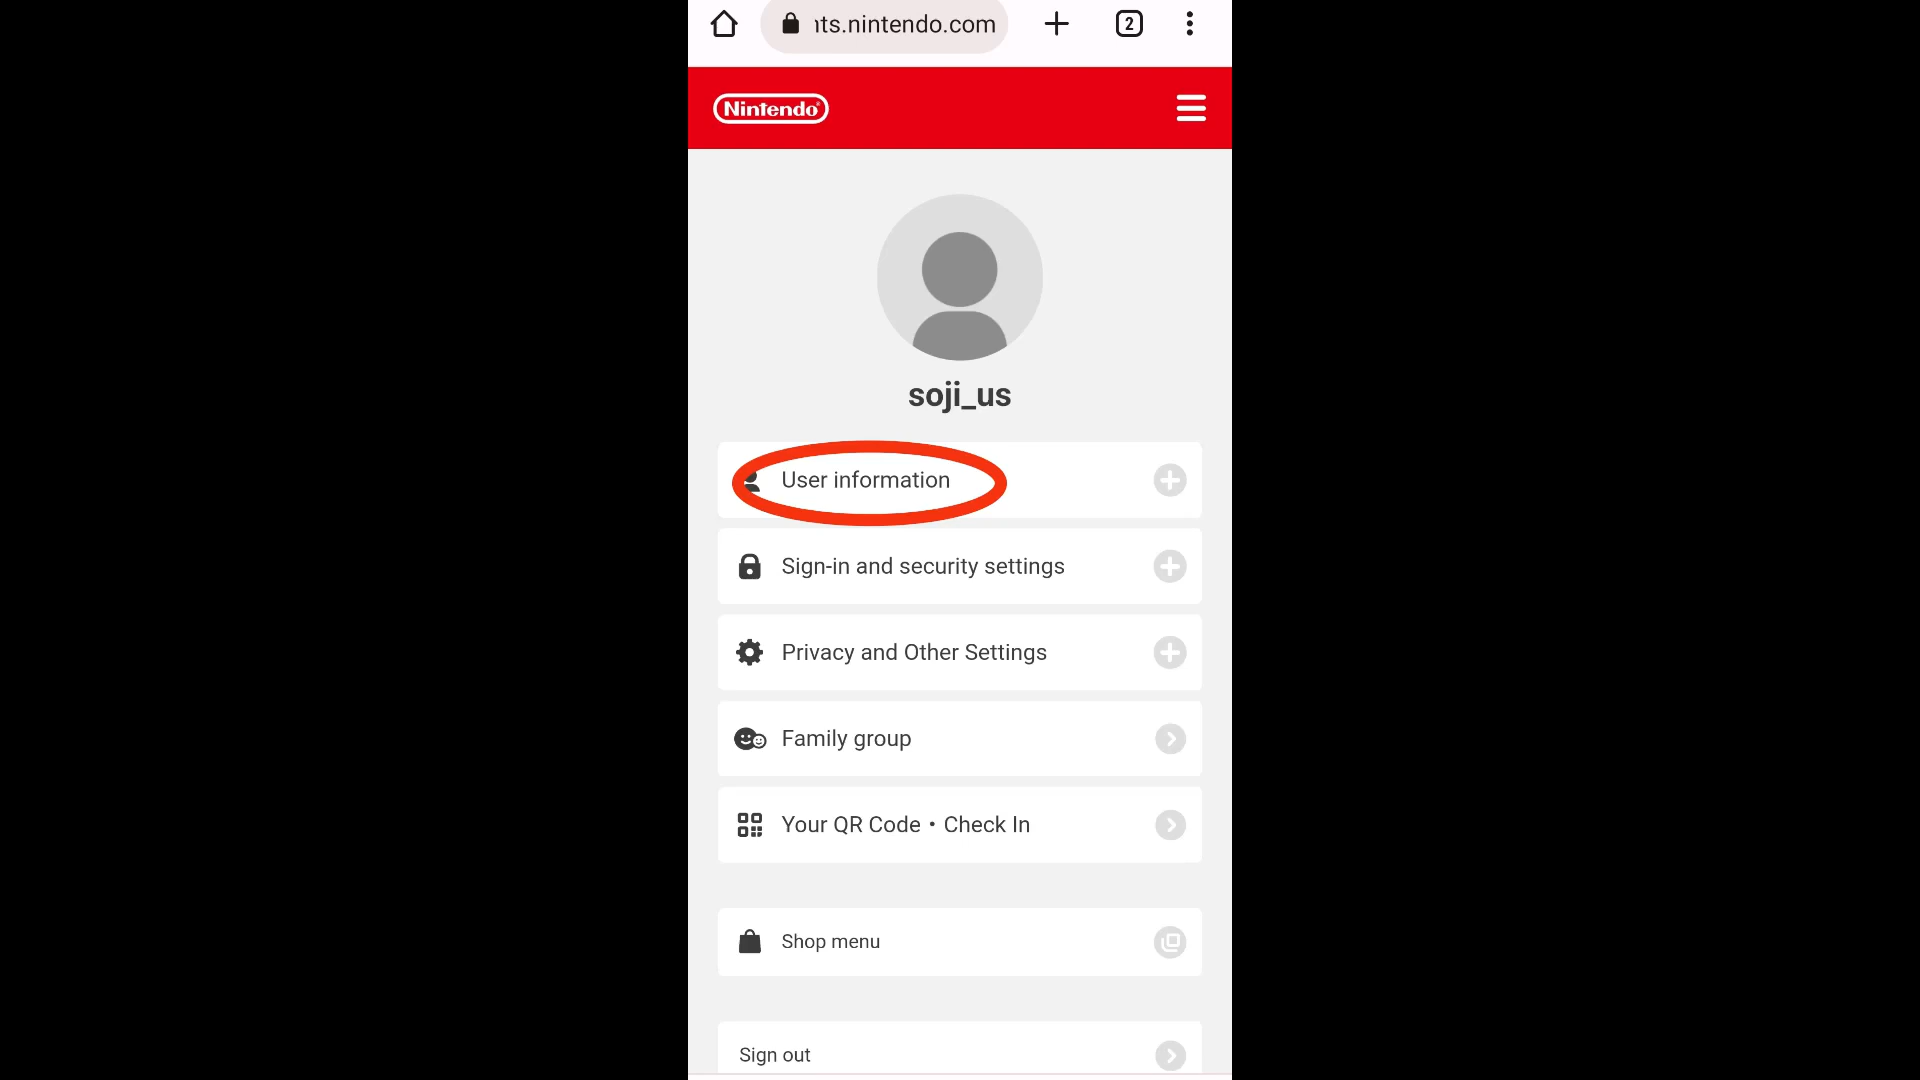 nts.nintendo.com
2
Nintendo®
soji_us
User information
Sign-in and security settings
Privacy and Other Settings
Family group
Your QR Code・Check In
Shop menu
Sign out